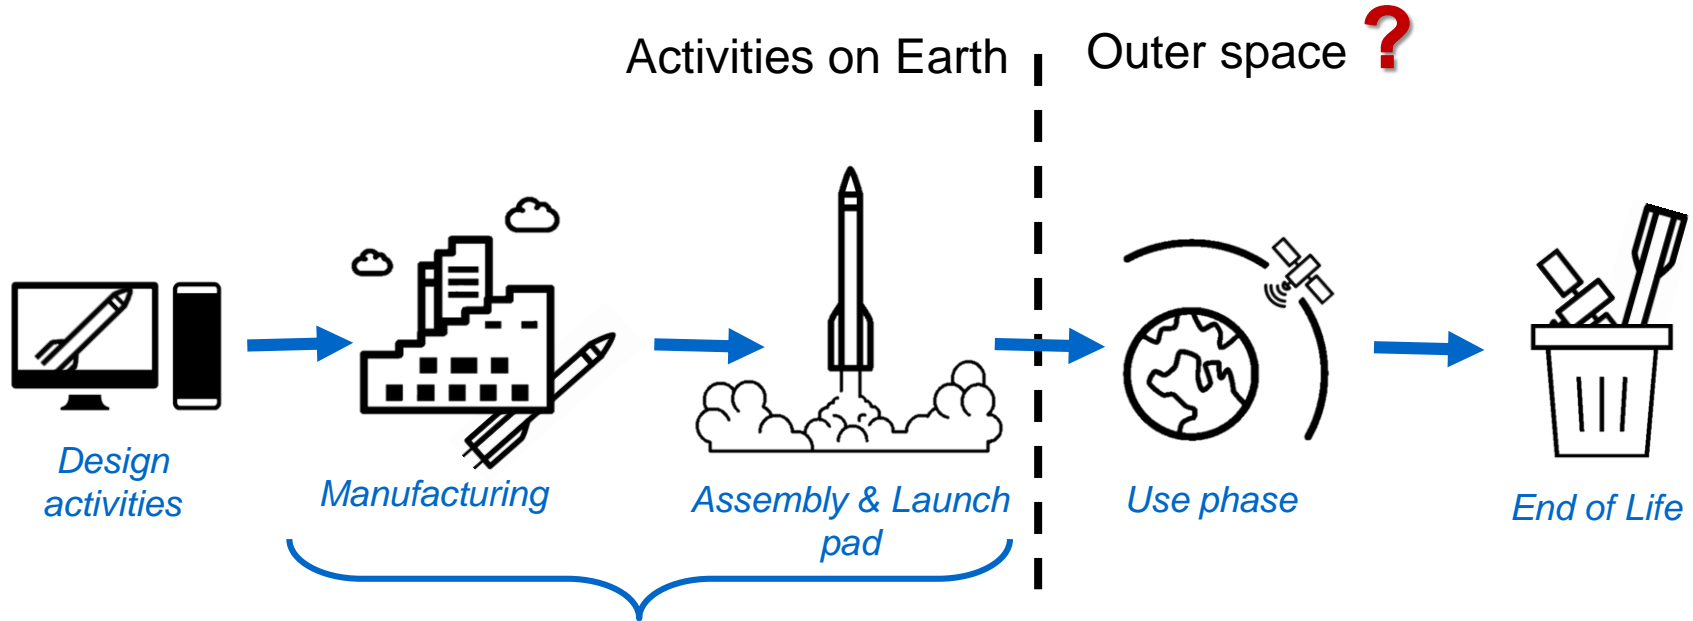 Activities on Earth
Outer space ?
Design
activities
Manufacturing
Assembly & Launch
pad
Use phase
End of Life